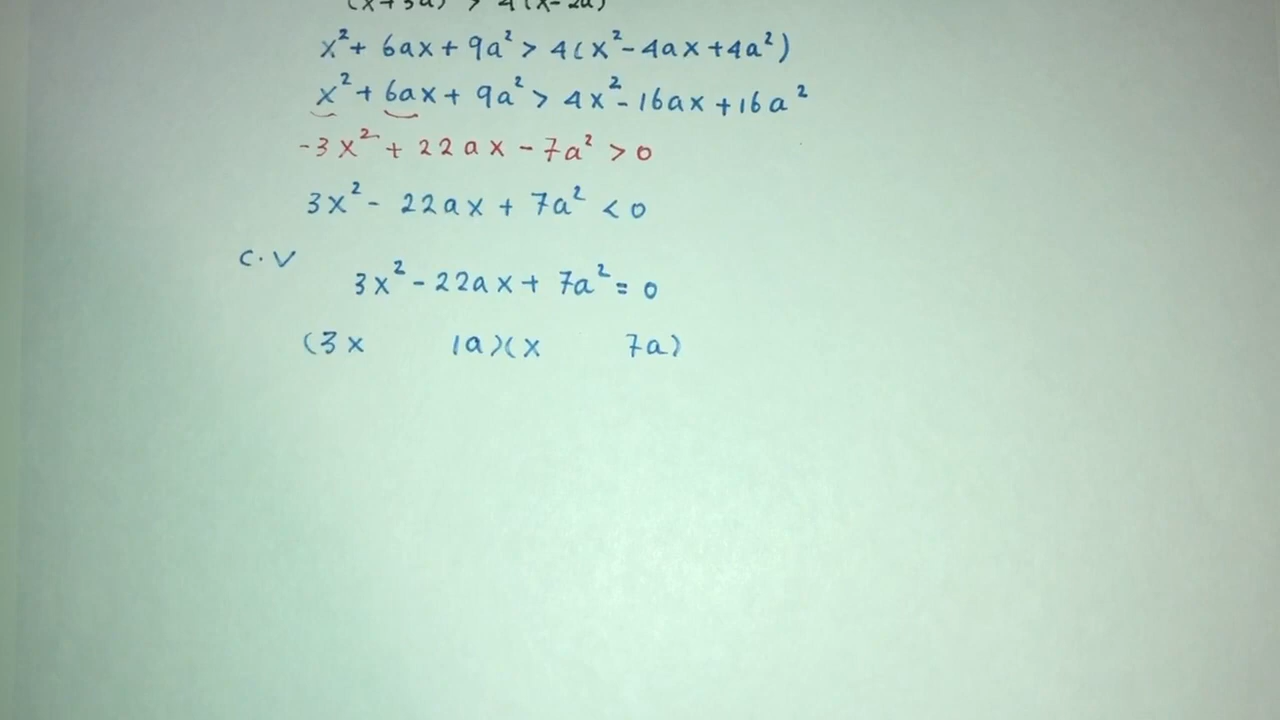 x² + 6ax + 9a² > 4(x² - 4ax + 4a²)
x² + 6ax + 9a² > 4x² - 16ax + 16a²
-3x² + 22ax - 7a² > 0
3x² - 22ax + 7a² < 0
C.V
3x² - 22ax + 7a² = 0
(3x 1a)(x 7a)